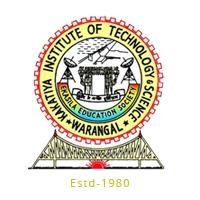 KAKATIYA INSTITUTE OF TECHNOLOGY & SCIENCE
EKASILA EDUCATION SOCIETY
* WARANGAL *
Estd-1980